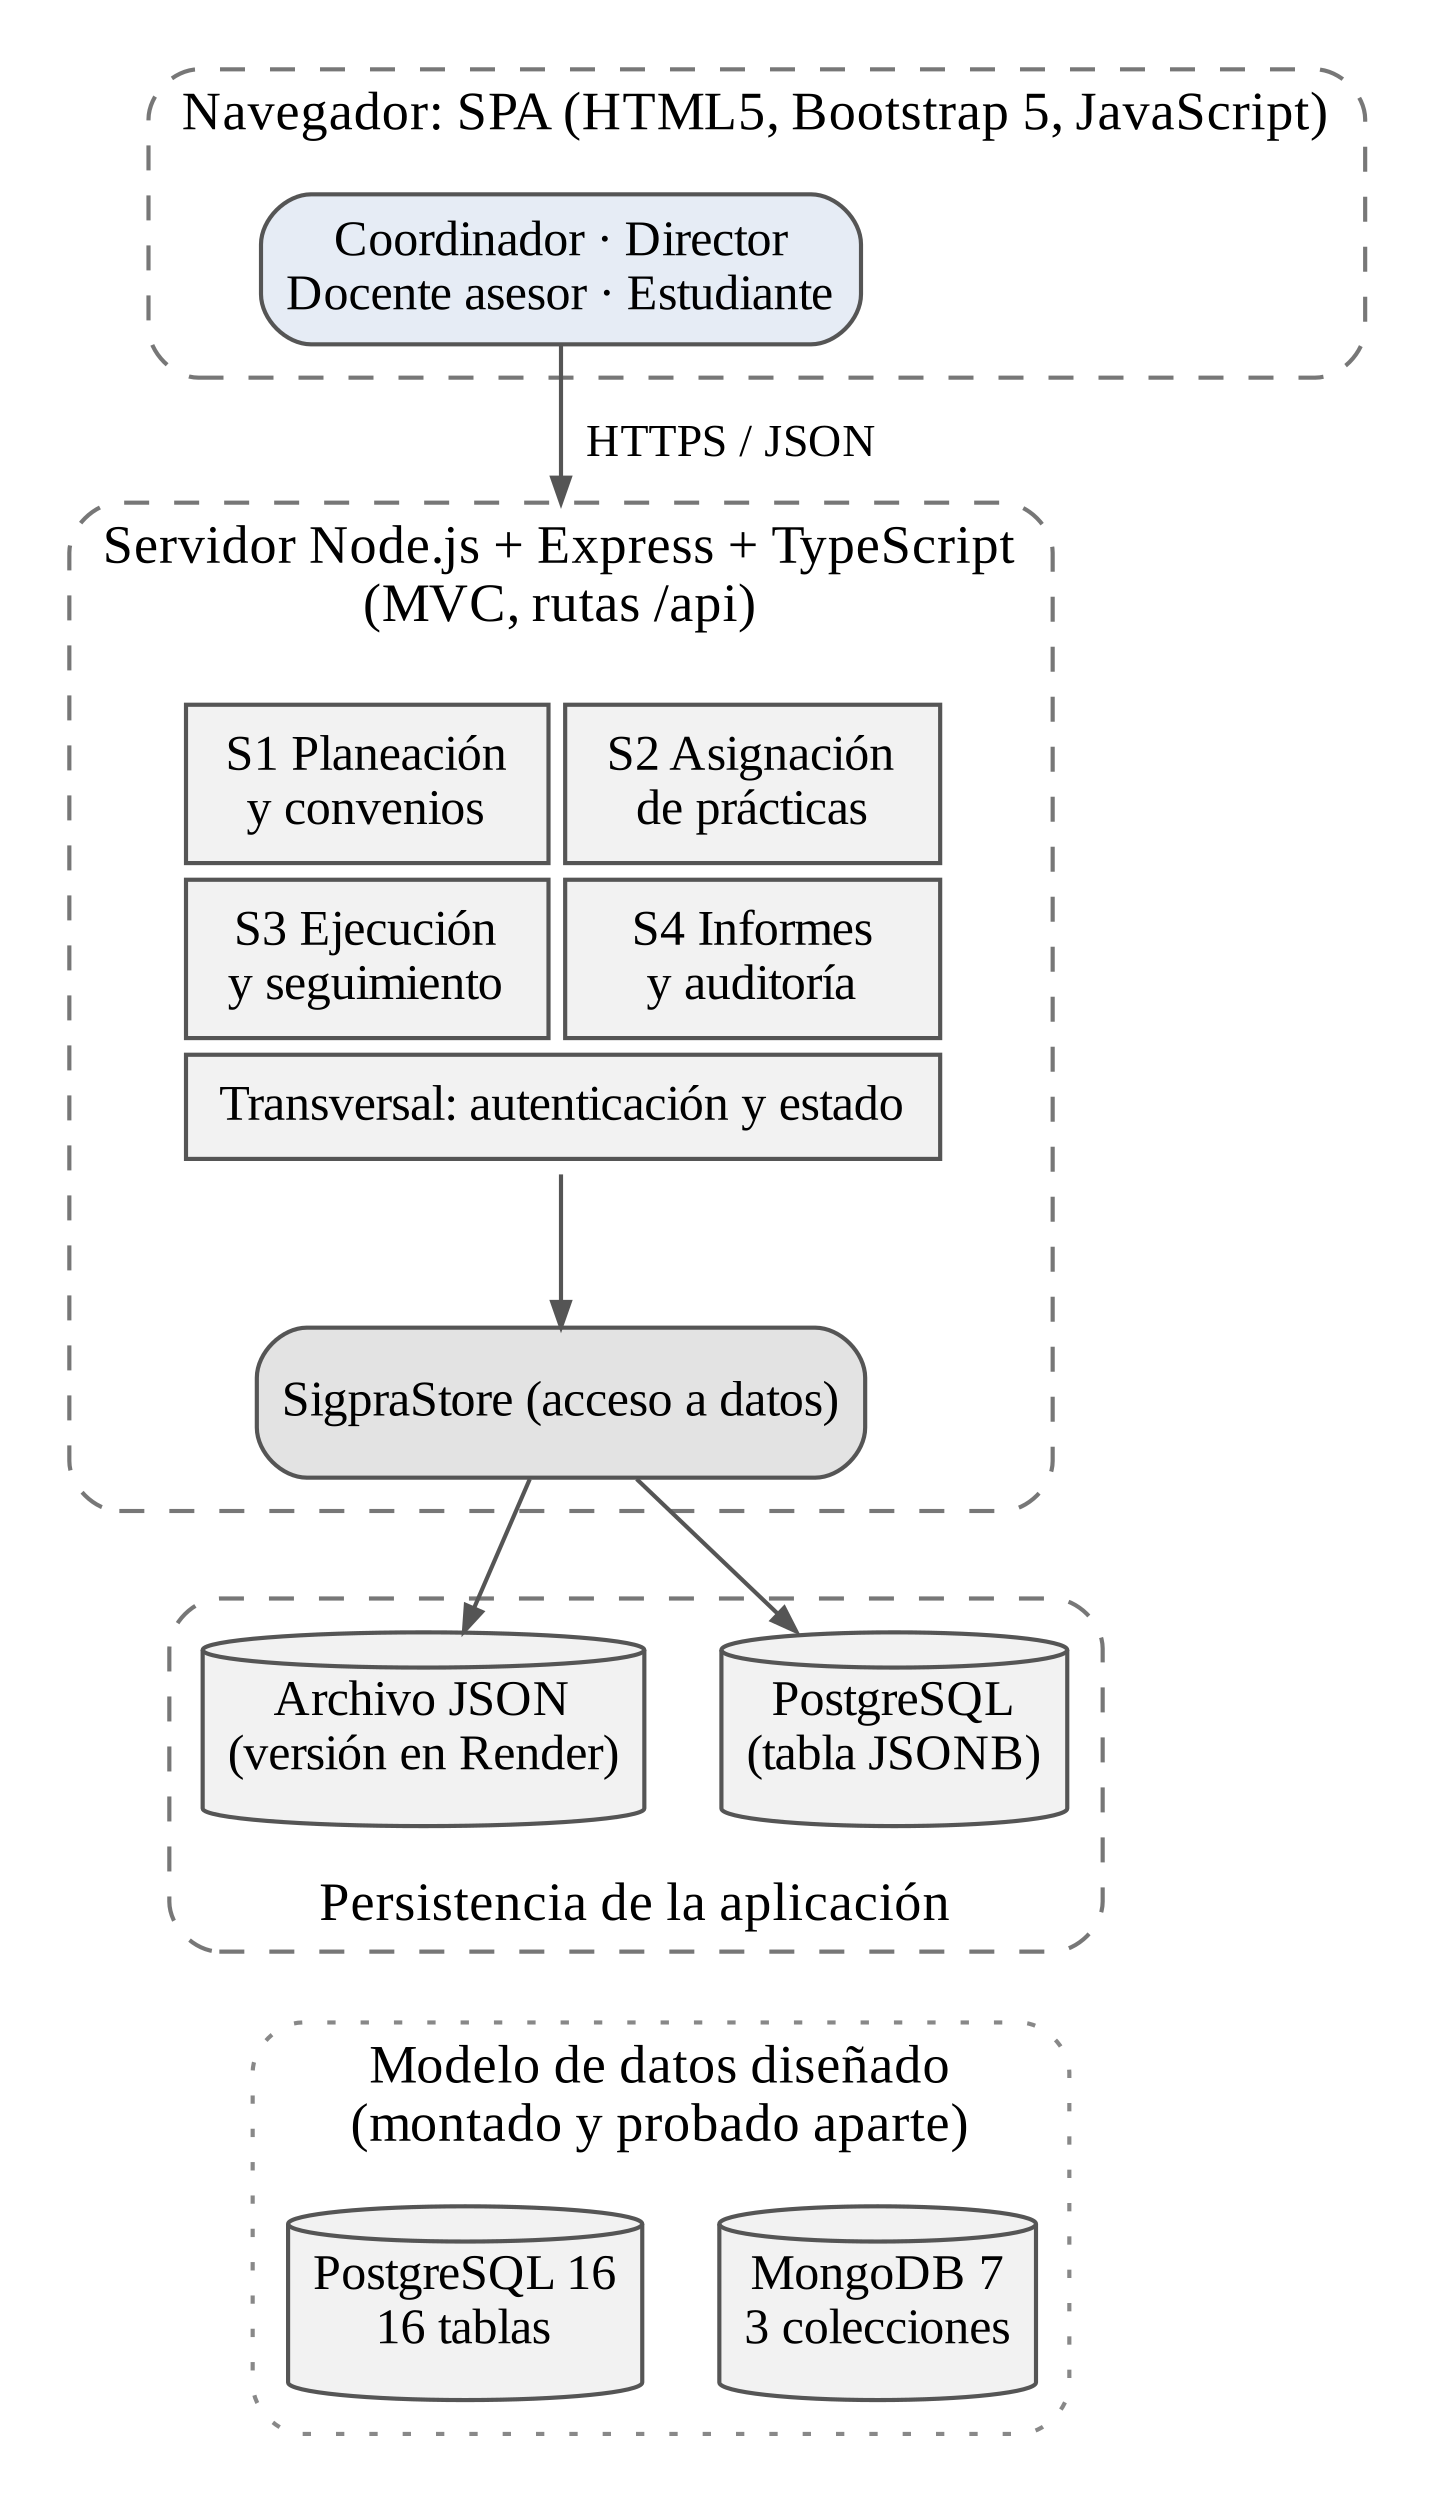 Navegador: SPA (HTML5, Bootstrap 5, JavaScript)
Coordinador · Director
Docente asesor · Estudiante
HTTPS / JSON
Servidor Node.js + Express + TypeScript
(MVC, rutas /api)
S1 Planeación
y convenios
S2 Asignación
de prácticas
S3 Ejecución
y seguimiento
S4 Informes
y auditoría
Transversal: autenticación y estado
SigpraStore (acceso a datos)
Archivo JSON
(versión en Render)
PostgreSQL
(tabla JSONB)
Persistencia de la aplicación
Modelo de datos diseñado
(montado y probado aparte)
PostgreSQL 16
16 tablas
MongoDB 7
3 colecciones